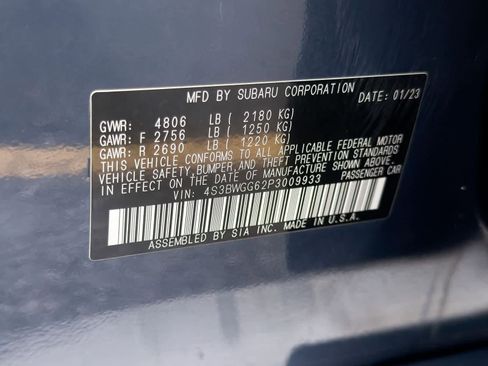 MFD BY SUBARU CORPORATION
DATE: 01/23
GVWR: 4806 LB ( 2180 KG)
GAWR: F 2756 LB ( 1250 KG)
GAWR: R 2690 LB ( 1220 KG)
THIS VEHICLE CONFORMS TO ALL APPLICABLE FEDERAL MOTOR
VEHICLE SAFETY, BUMPER, AND THEFT PREVENTION STANDARDS
IN EFFECT ON THE DATE OF MANUFACTURE SHOWN ABOVE.
VIN: 4S3BWGG62P3009933 PASSENGER CAR
ASSEMBLED BY SIA INC. MADE IN U.S.A.